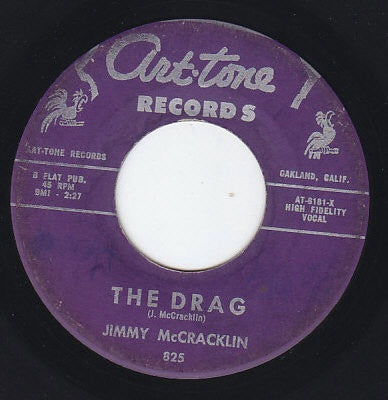 Art-tone
RECORDS
ART-TONE RECORDS
B FLAT PUB.
45 RPM
BMI - 2:27
OAKLAND, CALIF.
AT-6181-X
HIGH FIDELITY
VOCAL
THE DRAG
(J. McCracklin)
JIMMY McCRACKLIN
825